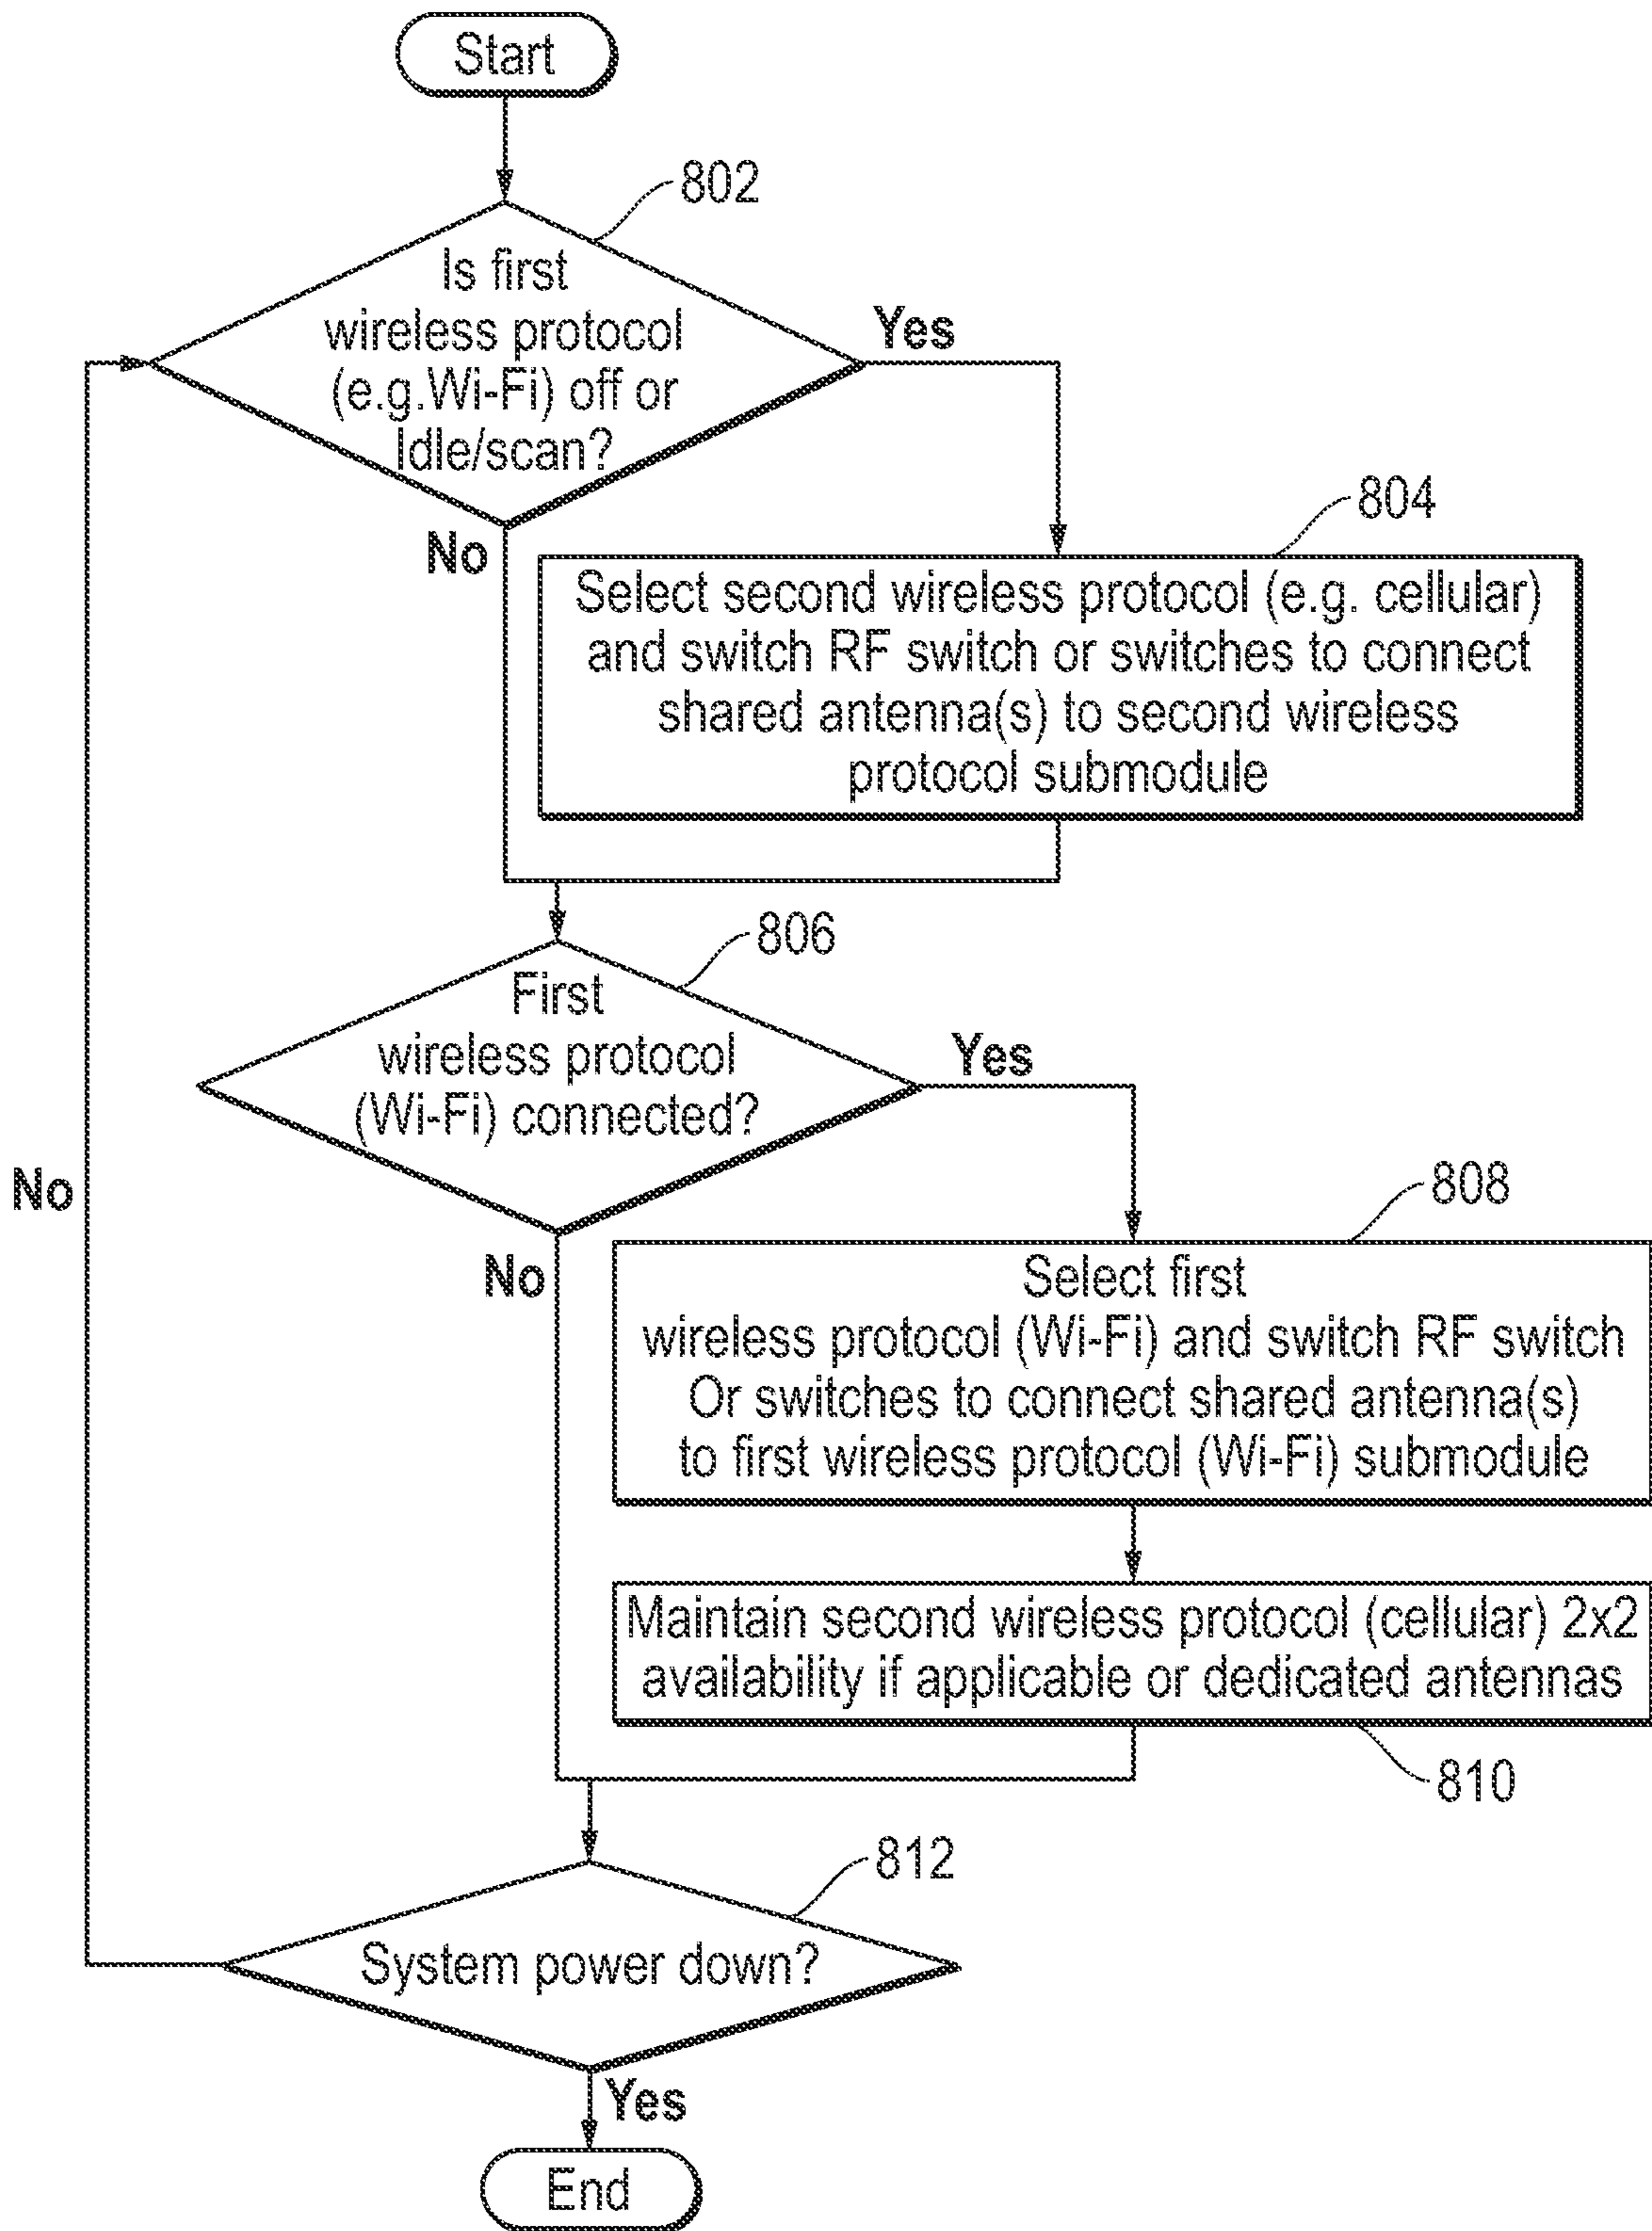 Start
802
Is first
wireless protocol
(e.g.Wi-Fi) off or
Idle/scan?
Yes
No
804
Select second wireless protocol (e.g. cellular)
and switch RF switch or switches to connect
shared antenna(s) to second wireless
protocol submodule
806
First
wireless protocol
(Wi-Fi) connected?
Yes
No
No
808
Select first
wireless protocol (Wi-Fi) and switch RF switch
Or switches to connect shared antenna(s)
to first wireless protocol (Wi-Fi) submodule
Maintain second wireless protocol (cellular) 2x2
availability if applicable or dedicated antennas
810
812
System power down?
Yes
End